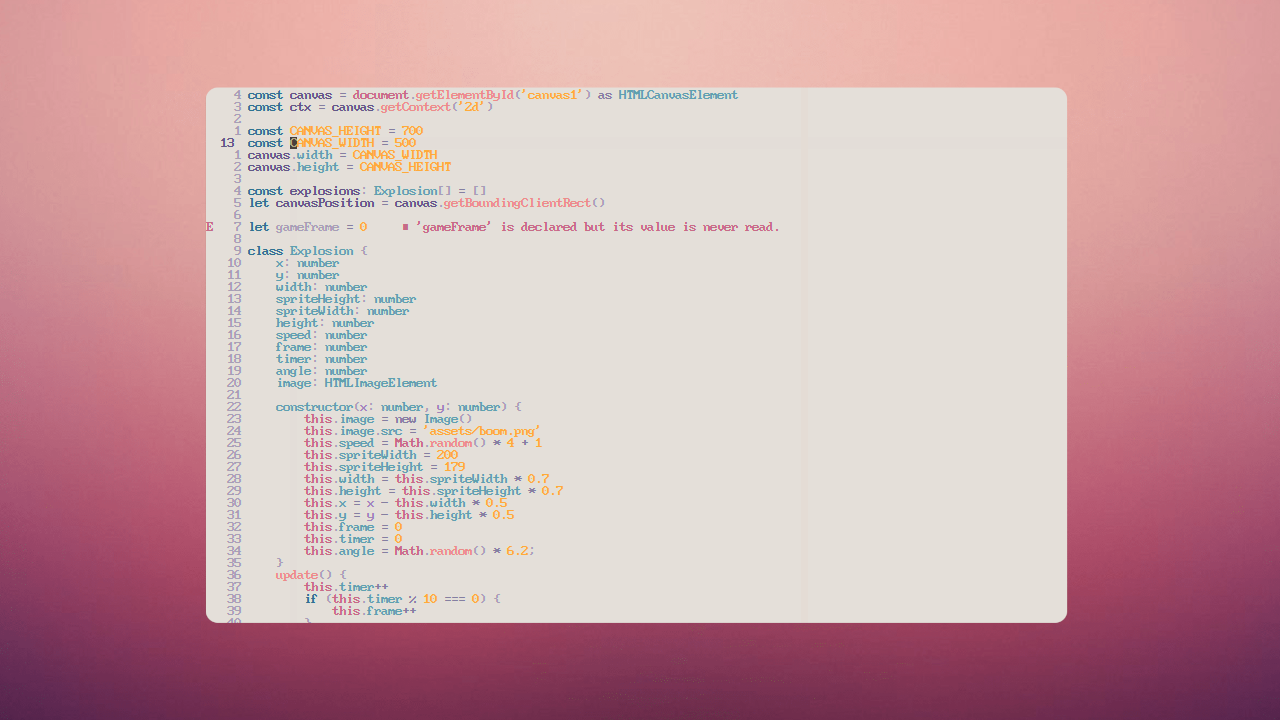 4 const canvas = document.getElementById('canvas1') as HTMLCanvasElement
3 const ctx = canvas.getContext('2d')
2
1 const CANVAS_HEIGHT = 700
13 const CANVAS_WIDTH = 500
1 canvas.width = CANVAS_WIDTH
2 canvas.height = CANVAS_HEIGHT
3
4 const explosions: Explosion[] = []
5 let canvasPosition = canvas.getBoundingClientRect()
6
E 7 let gameFrame = 0 ■ 'gameFrame' is declared but its value is never read.
8
9 class Explosion {
10 x: number
11 y: number
12 width: number
13 spriteHeight: number
14 spriteWidth: number
15 height: number
16 speed: number
17 frame: number
18 timer: number
19 angle: number
20 image: HTMLImageElement
21
22 constructor(x: number, y: number) {
23 this.image = new Image()
24 this.image.src = 'assets/boom.png'
25 this.speed = Math.random() * 4 + 1
26 this.spriteWidth = 200
27 this.spriteHeight = 179
28 this.width = this.spriteWidth * 0.7
29 this.height = this.spriteHeight * 0.7
30 this.x = x - this.width * 0.5
31 this.y = y - this.height * 0.5
32 this.frame = 0
33 this.timer = 0
34 this.angle = Math.random() * 6.2;
35 }
36 update() {
37 this.timer++
38 if (this.timer % 10 === 0) {
39 this.frame++
40 }